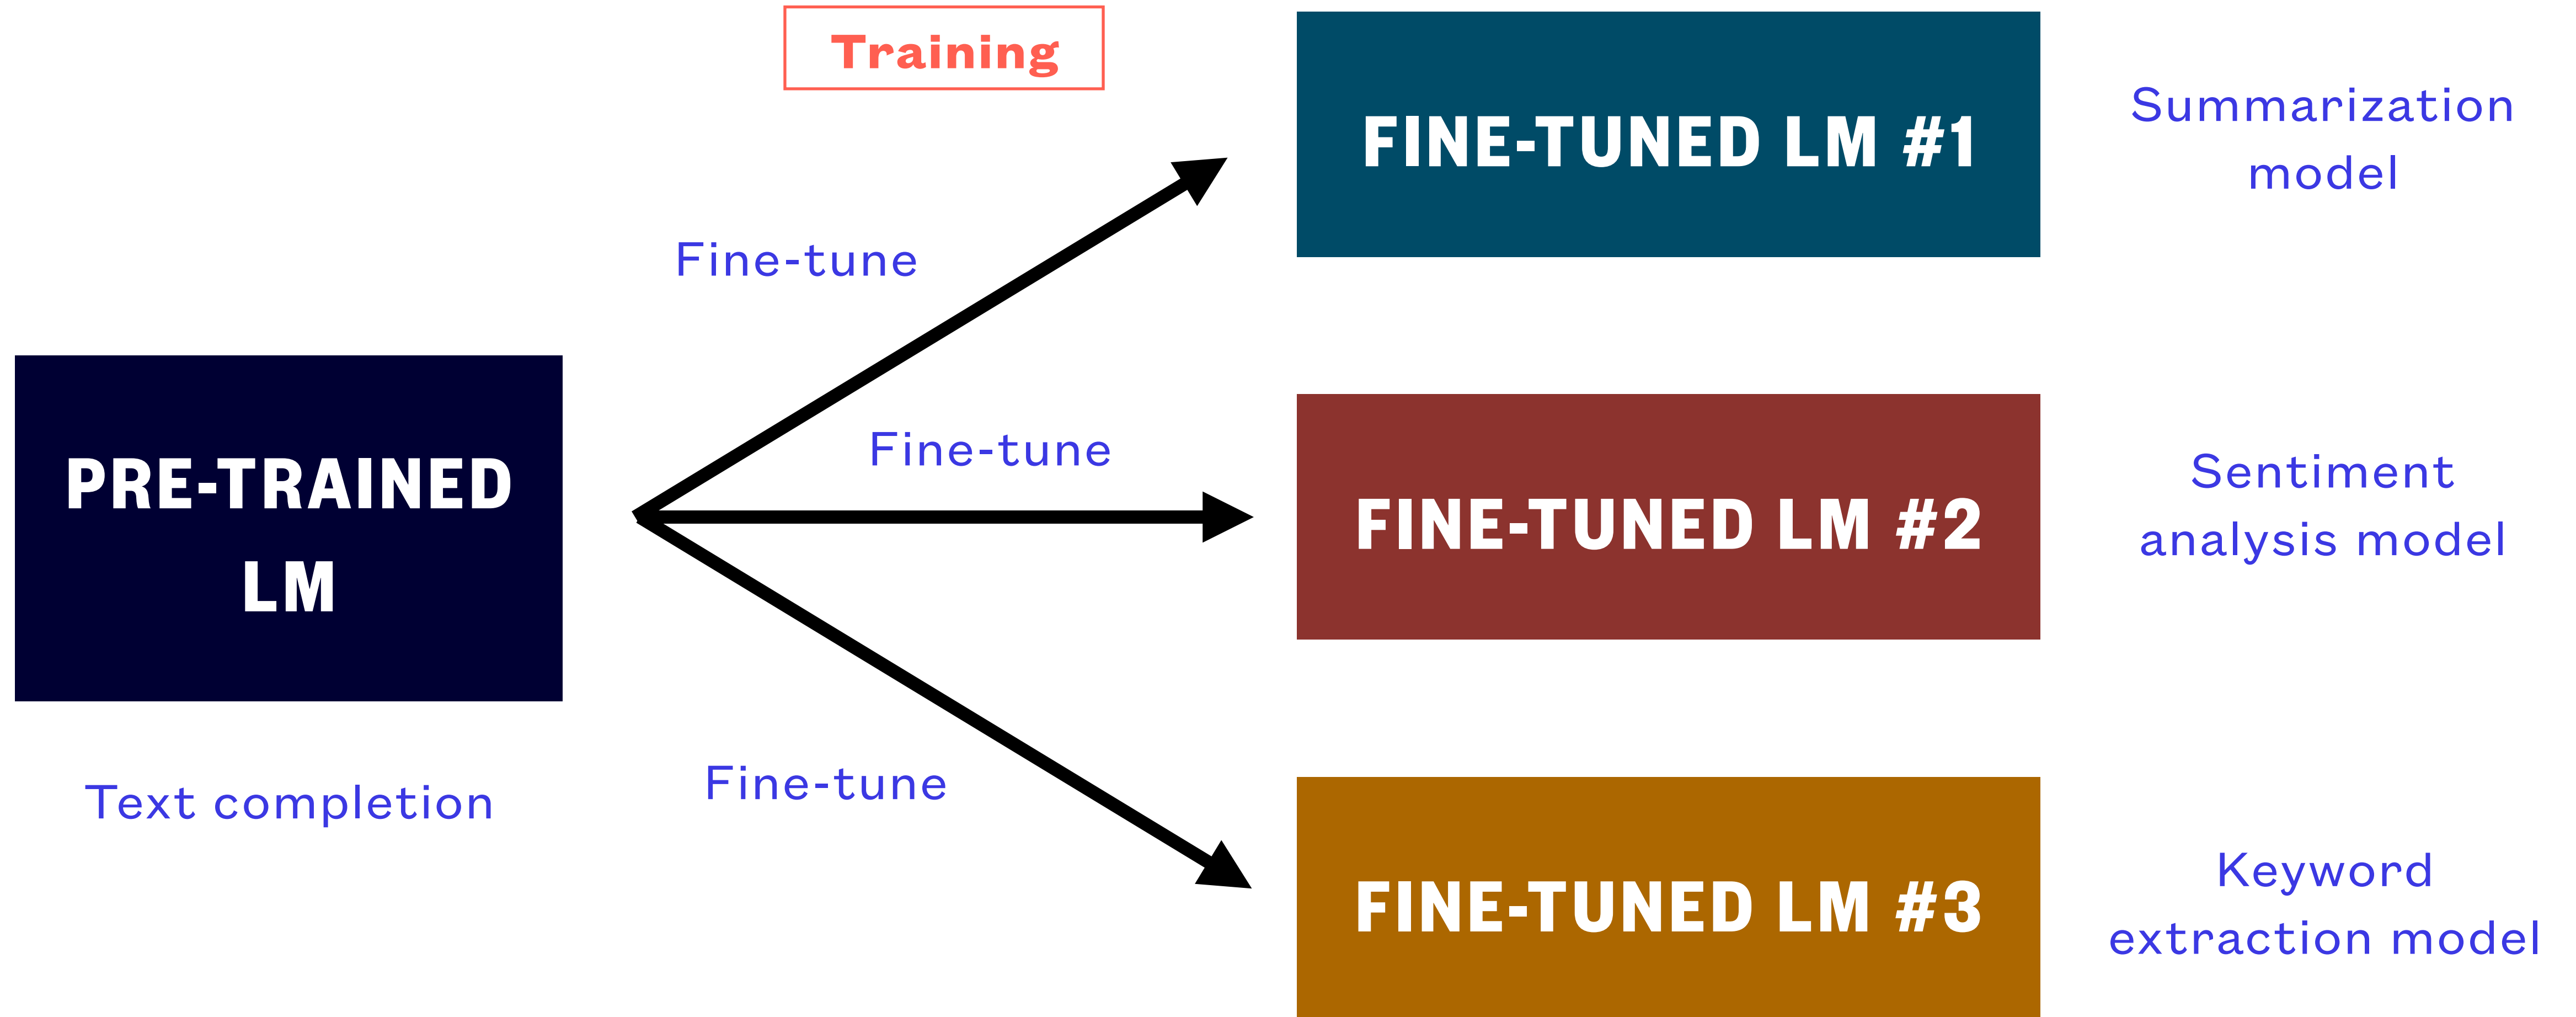 Training
FINE-TUNED LM #1
Summarization
model
Fine-tune
PRE-TRAINED
LM
Text completion
Fine-tune
FINE-TUNED LM #2
Sentiment
analysis model
Fine-tune
FINE-TUNED LM #3
Keyword
extraction model